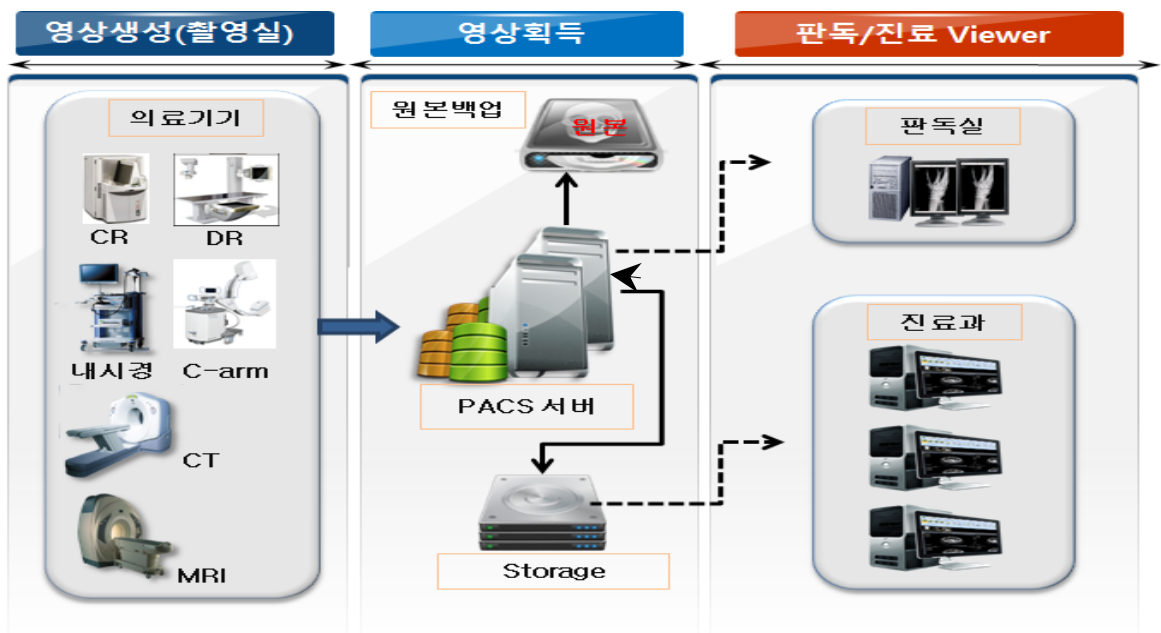 영상생성(촬영실)
영상획득
판독/진료 Viewer
의료기기
CR
DR
내시경
C-arm
CT
MRI
원본백업
원본
PACS 서버
Storage
판독실
진료과